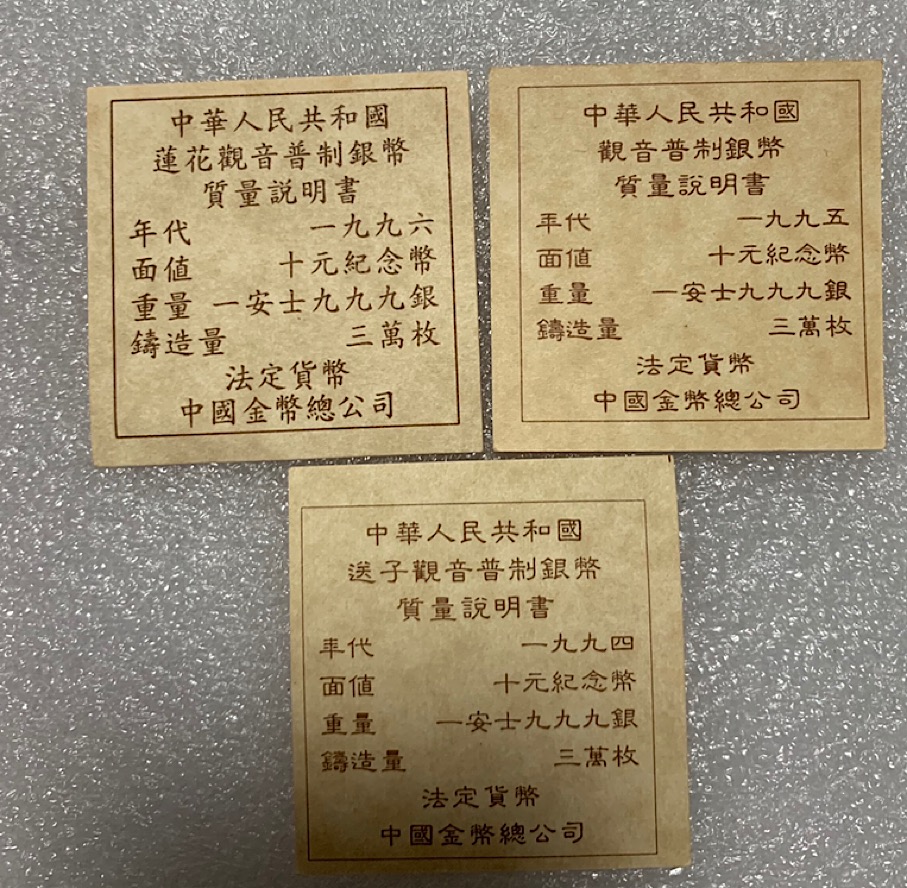 中華人民共和國
蓮花觀音普制銀幣
質量説明書
年代 一九九六
面值 十元紀念幣
重量 一安士九九九銀
鑄造量 三萬枚
法定貨幣
中國金幣總公司
中華人民共和國
觀音普制銀幣
質量說明書
年代 一九九五
面值 十元紀念幣
重量 一安士九九九銀
鑄造量 三萬枚
法定貨幣
中國金幣總公司
中華人民共和國
送子觀音普制銀幣
質量說明書
年代 一九九四
面值 十元紀念幣
重量 一安士九九九銀
鑄造量 三萬枚
法定貨幣
中國金幣總公司